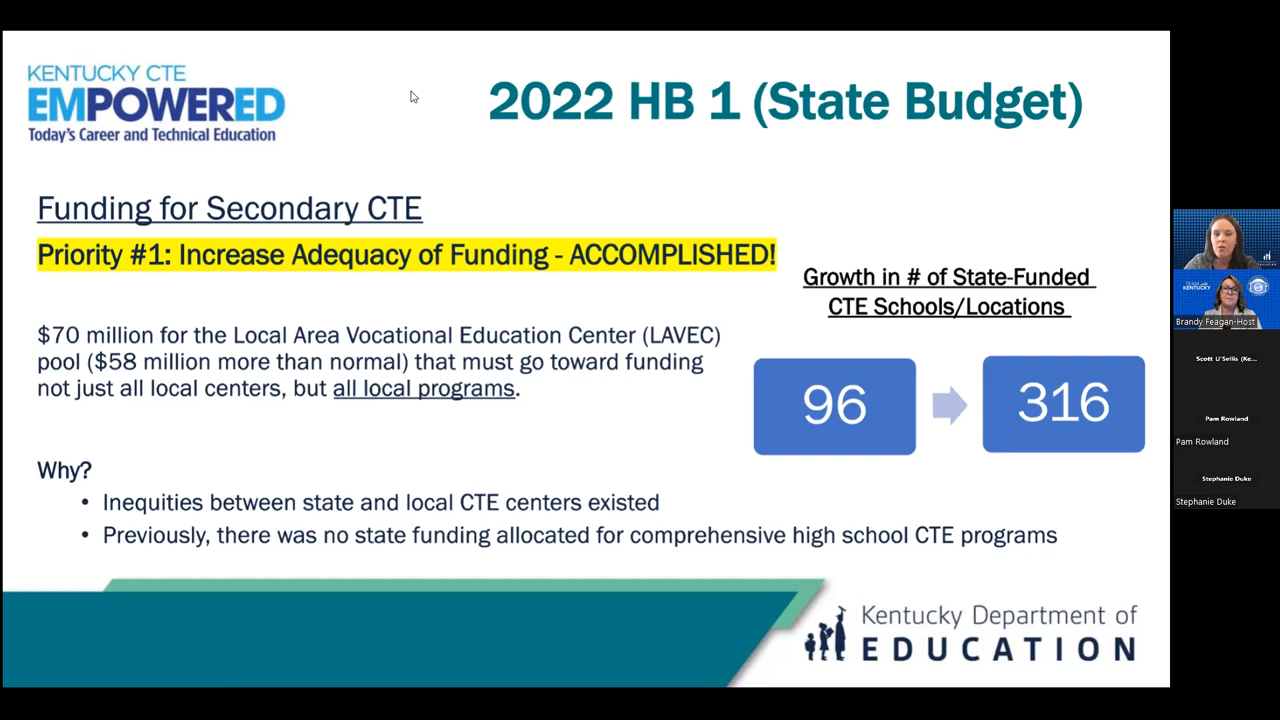 KENTUCKY CTE
EMPOWERED
Today's Career and Technical Education
2022 HB 1 (State Budget)
Funding for Secondary CTE
Priority #1: Increase Adequacy of Funding - ACCOMPLISHED!
$70 million for the Local Area Vocational Education Center (LAVEC)
pool ($58 million more than normal) that must go toward funding
not just all local centers, but all local programs.
Growth in # of State-Funded
CTE Schools/Locations
96
316
Why?
• Inequities between state and local CTE centers existed
• Previously, there was no state funding allocated for comprehensive high school CTE programs
Kentucky Department of
EDUCATION
Brandy Feagan-Host
Scott U'Sellis (Ke...
Pam Rowland
Pam Rowland
Stephanie Duke
Stephanie Duke